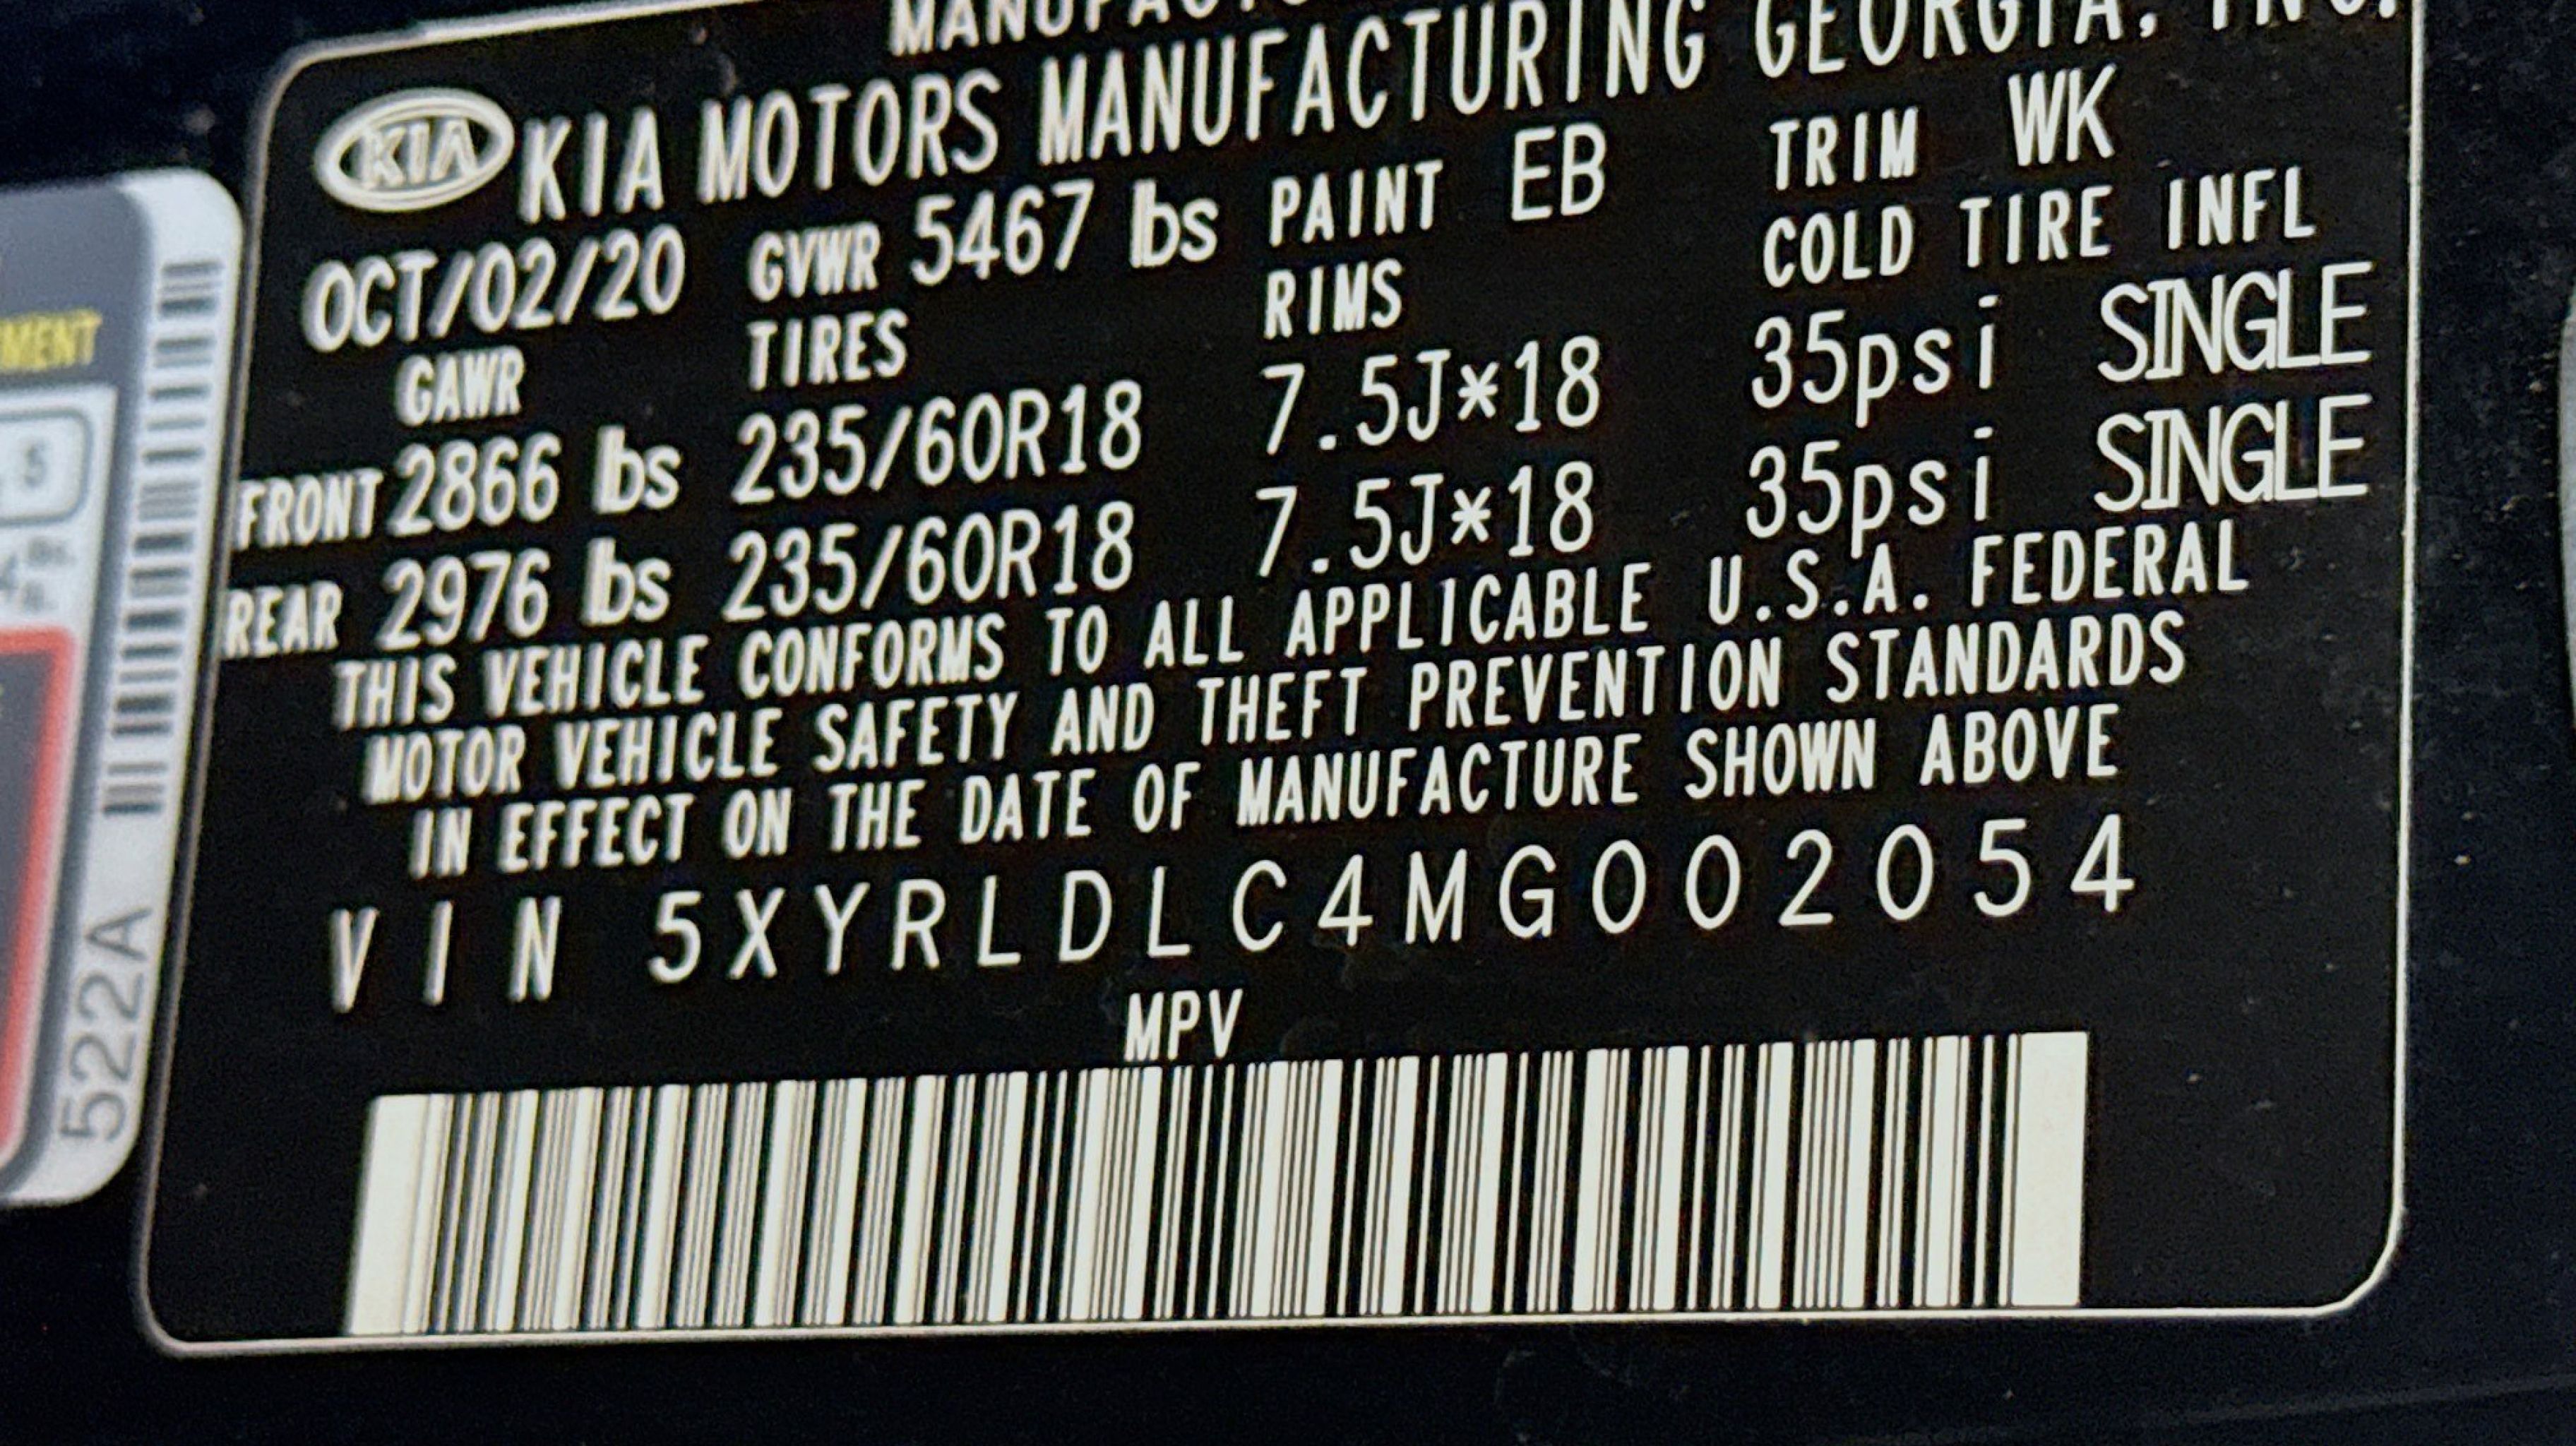 KIA MOTORS MANUFACTURING GEORGIA, INC.
KIA
OCT/02/20 GVWR 5467 lbs PAINT EB TRIM WK
GAWR TIRES RIMS COLD TIRE INFL
FRONT 2866 lbs 235/60R18 7.5J*18 35psi SINGLE
REAR 2976 lbs 235/60R18 7.5J*18 35psi SINGLE
THIS VEHICLE CONFORMS TO ALL APPLICABLE U.S.A. FEDERAL
MOTOR VEHICLE SAFETY AND THEFT PREVENTION STANDARDS
IN EFFECT ON THE DATE OF MANUFACTURE SHOWN ABOVE
VIN 5XYRLDLC4MG002054
MPV
5
522A